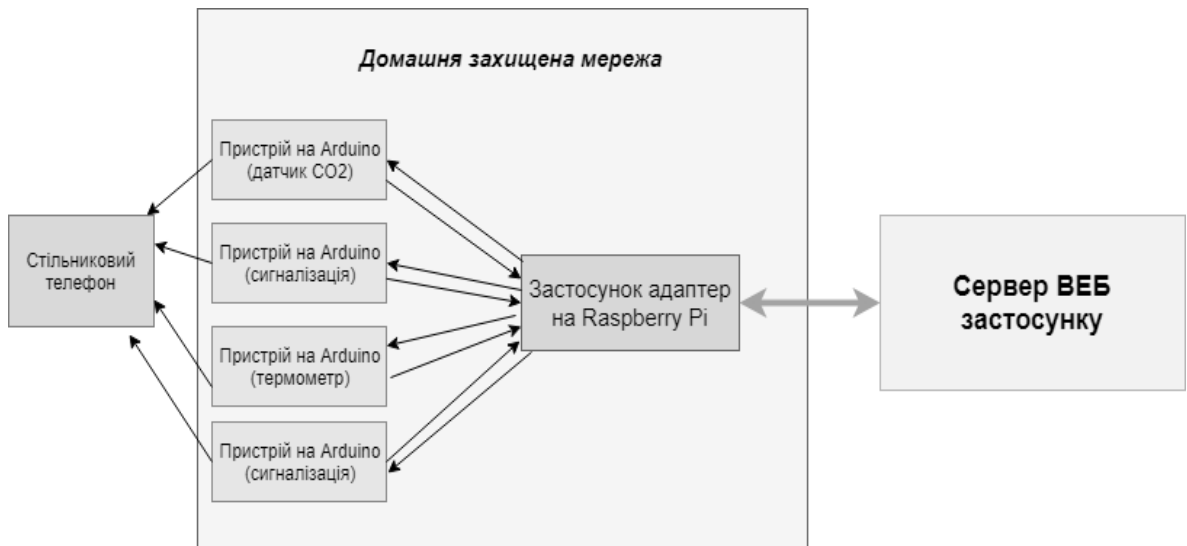 Домашня захищена мережа
Пристрій на Arduino
(датчик CO2)
Пристрій на Arduino
(сигналізація)
Пристрій на Arduino
(термометр)
Пристрій на Arduino
(сигналізація)
Стільниковий
телефон
Застосунок адаптер
на Raspberry Pi
Сервер ВЕБ
застосунку